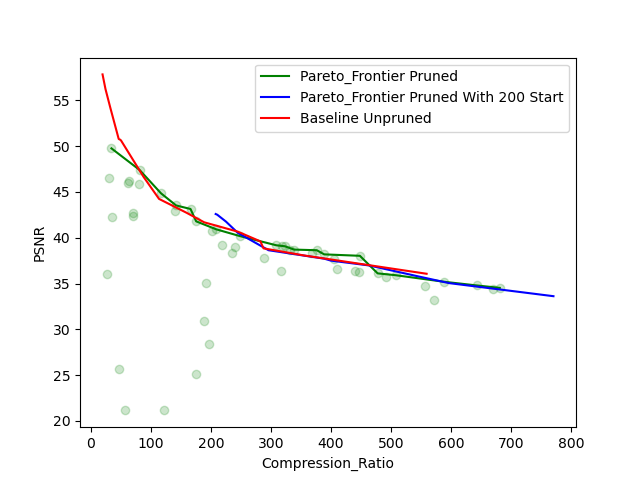 Pareto_Frontier Pruned
Pareto_Frontier Pruned With 200 Start
Baseline Unpruned
PSNR
55
50
45
40
35
30
25
20
0 100 200 300 400 500 600 700 800
Compression_Ratio